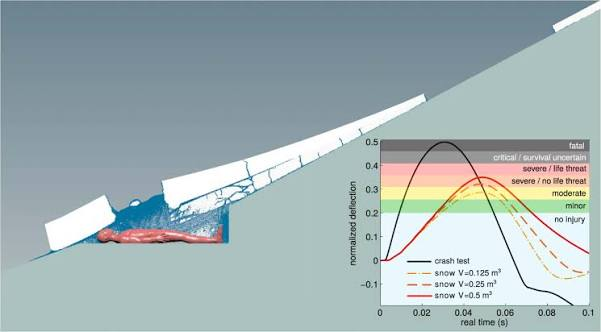 0.5
0.4
0.3
0.2
0.1
0
−0.1
normalized deflection
fatal
critical / survival uncertain
severe / life threat
severe / no life threat
moderate
minor
no injury
crash test
snow V=0.125 m³
snow V=0.25 m³
snow V=0.5 m³
0 0.02 0.04 0.06 0.08 0.1
real time (s)